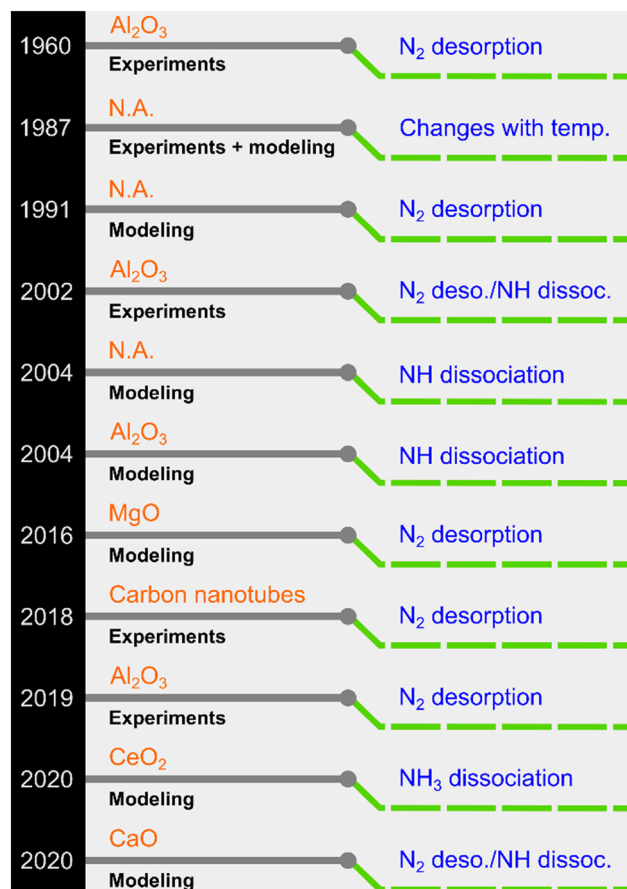 Al₂O₃
1960
Experiments
N₂ desorption
N.A.
1987
Experiments + modeling
Changes with temp.
N.A.
1991
Modeling
N₂ desorption
Al₂O₃
2002
Experiments
N₂ deso./NH dissoc.
N.A.
2004
Modeling
NH dissociation
Al₂O₃
2004
Modeling
NH dissociation
MgO
2016
Modeling
N₂ desorption
Carbon nanotubes
2018
Experiments
N₂ desorption
Al₂O₃
2019
Experiments
N₂ desorption
CeO₂
2020
Modeling
NH₃ dissociation
CaO
2020
Modeling
N₂ deso./NH dissoc.